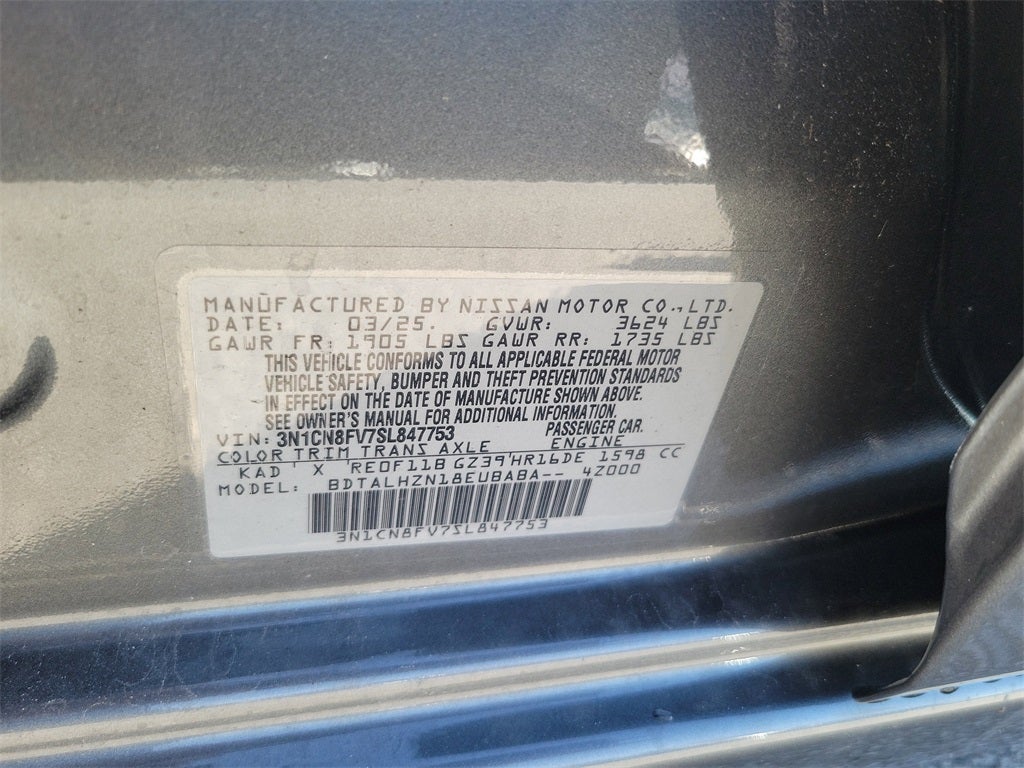 MANUFACTURED BY NISSAN MOTOR CO.,LTD.
DATE: 03/25. GVWR: 3624 LBS
GAWR FR: 1905 LBS GAWR RR: 1735 LBS
THIS VEHICLE CONFORMS TO ALL APPLICABLE FEDERAL MOTOR
VEHICLE SAFETY, BUMPER AND THEFT PREVENTION STANDARDS
IN EFFECT ON THE DATE OF MANUFACTURE SHOWN ABOVE.
SEE OWNER'S MANUAL FOR ADDITIONAL INFORMATION.
VIN: 3N1CN8FV7SL847753 PASSENGER CAR.
COLOR TRIM TRANS AXLE ENGINE
KAD X RE0F11B GZ39 HR16DE 1598 CC
MODEL: BDTALHZN18EUBABA-- 4Z000
3N1CN8FV7SL847753